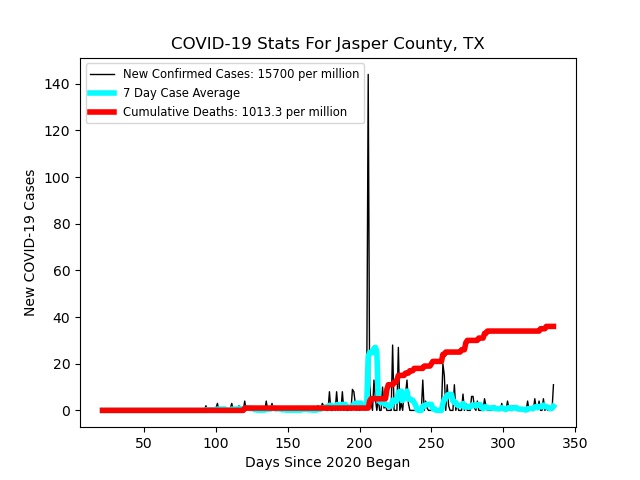 COVID-19 Stats For Jasper County, TX
New Confirmed Cases: 15700 per million
7 Day Case Average
Cumulative Deaths: 1013.3 per million
New COVID-19 Cases
140
120
100
80
60
40
20
0
50
100
150
200
250
300
350
Days Since 2020 Began